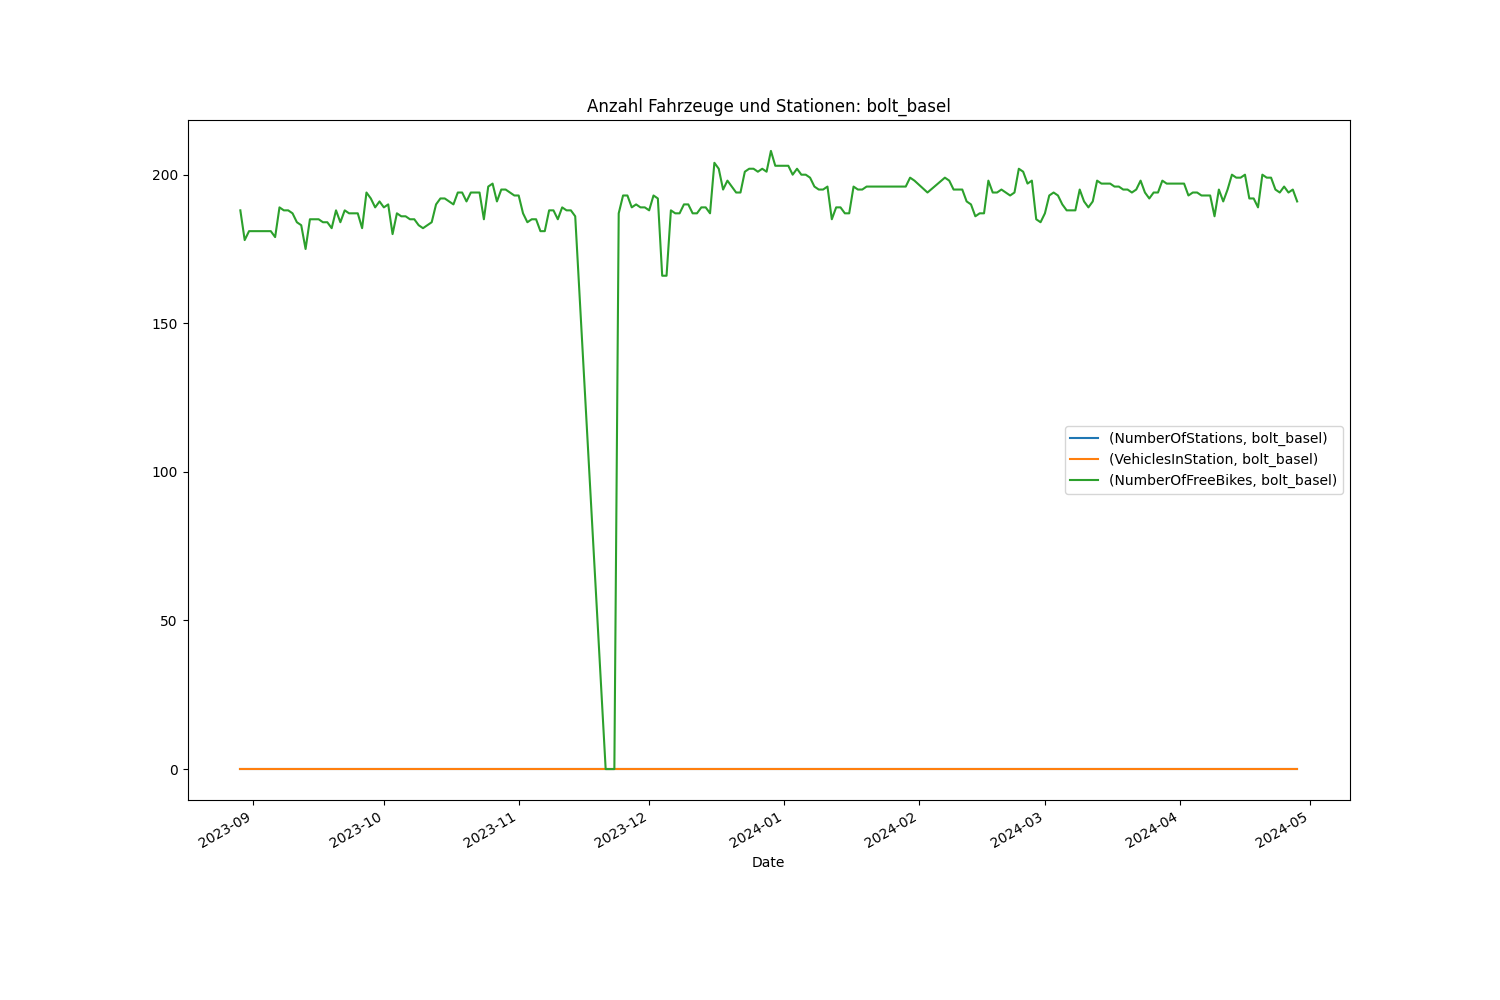 Anzahl Fahrzeuge und Stationen: bolt_basel
200
150
100
50
0
(NumberOfStations, bolt_basel)
(VehiclesInStation, bolt_basel)
(NumberOfFreeBikes, bolt_basel)
2023-09
2023-10
2023-11
2023-12
2024-01
2024-02
2024-03
2024-04
2024-05
Date